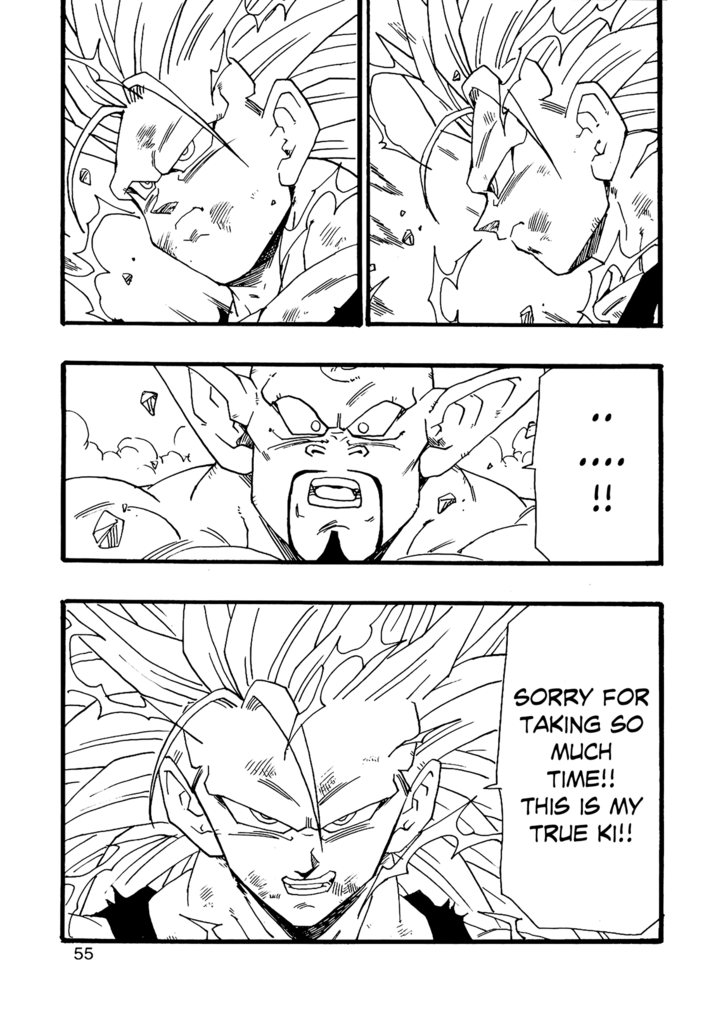 ..
....
!!
SORRY FOR
TAKING SO
MUCH
TIME!!
THIS IS MY
TRUE KI!!
55